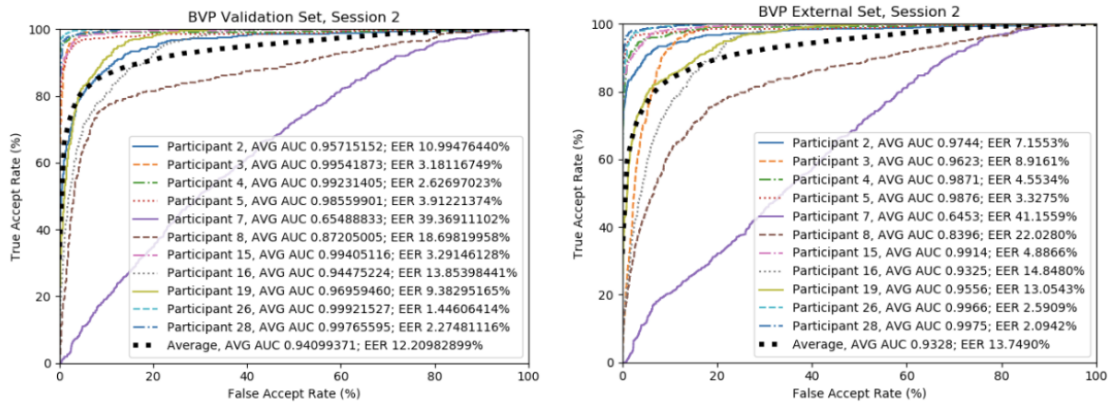 BVP Validation Set, Session 2
100
80
60
40
20
0
True Accept Rate (%)
Participant 2, AVG AUC 0.95715152; EER 10.99476440%
Participant 3, AVG AUC 0.99541873; EER 3.18116749%
Participant 4, AVG AUC 0.99231405; EER 2.62697023%
Participant 5, AVG AUC 0.98559901; EER 3.91221374%
Participant 7, AVG AUC 0.65488833; EER 39.36911102%
Participant 8, AVG AUC 0.87205005; EER 18.69819958%
Participant 15, AVG AUC 0.99405116; EER 3.29146128%
Participant 16, AVG AUC 0.94475224; EER 13.85398441%
Participant 19, AVG AUC 0.96959460; EER 9.38295165%
Participant 26, AVG AUC 0.99921527; EER 1.44606414%
Participant 28, AVG AUC 0.99765595; EER 2.27481116%
Average, AVG AUC 0.94099371; EER 12.20982899%
0 20 40 60 80 100
False Accept Rate (%)
BVP External Set, Session 2
100
80
60
40
20
0
True Accept Rate (%)
Participant 2, AVG AUC 0.9744; EER 7.1553%
Participant 3, AVG AUC 0.9623; EER 8.9161%
Participant 4, AVG AUC 0.9871; EER 4.5534%
Participant 5, AVG AUC 0.9876; EER 3.3275%
Participant 7, AVG AUC 0.6453; EER 41.1559%
Participant 8, AVG AUC 0.8396; EER 22.0280%
Participant 15, AVG AUC 0.9914; EER 4.8866%
Participant 16, AVG AUC 0.9325; EER 14.8480%
Participant 19, AVG AUC 0.9556; EER 13.0543%
Participant 26, AVG AUC 0.9966; EER 2.5909%
Participant 28, AVG AUC 0.9975; EER 2.0942%
Average, AVG AUC 0.9328; EER 13.7490%
0 20 40 60 80 100
False Accept Rate (%)